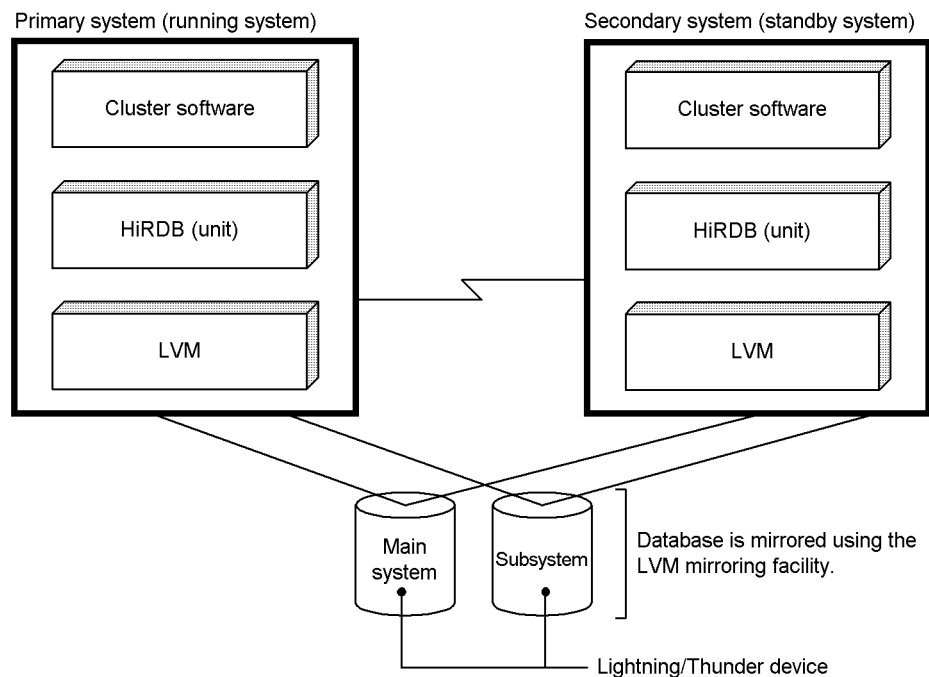 Primary system (running system)
Secondary system (standby system)
Cluster software
HiRDB (unit)
LVM
Cluster software
HiRDB (unit)
LVM
Main
system
Subsystem
Database is mirrored using the
LVM mirroring facility.
Lightning/Thunder device